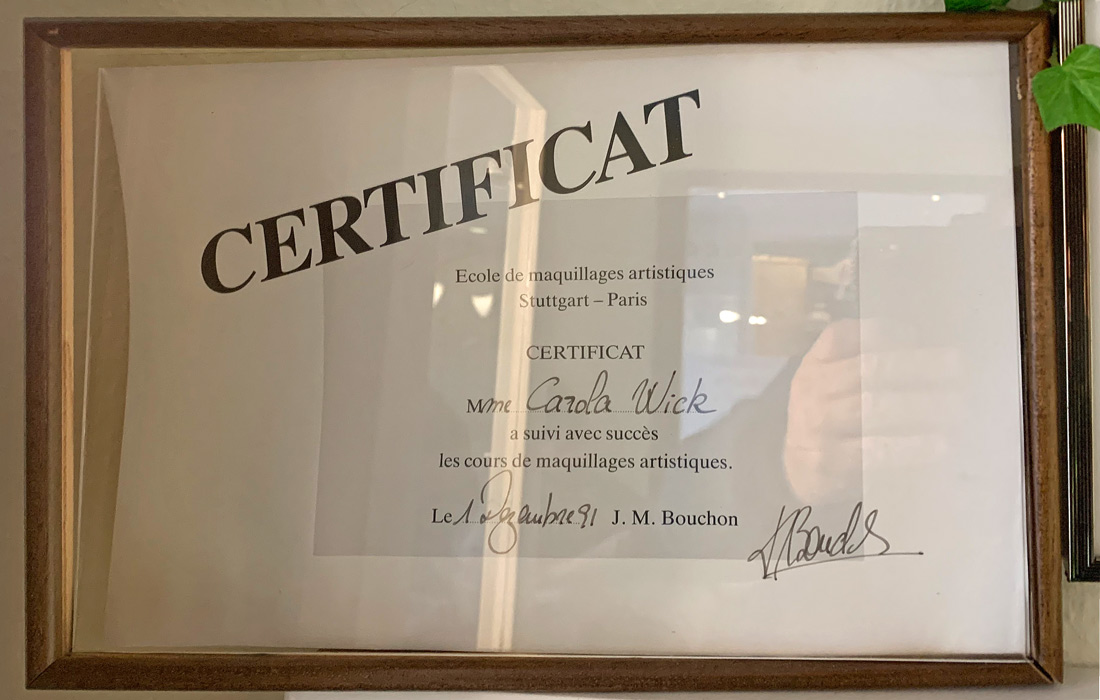 CERTIFICAT
Ecole de maquillages artistiques
Stuttgart – Paris
CERTIFICAT
Mme Carola Wick
a suivi avec succès
les cours de maquillages artistiques.
Le 1 Dezembre 91 J. M. Bouchon